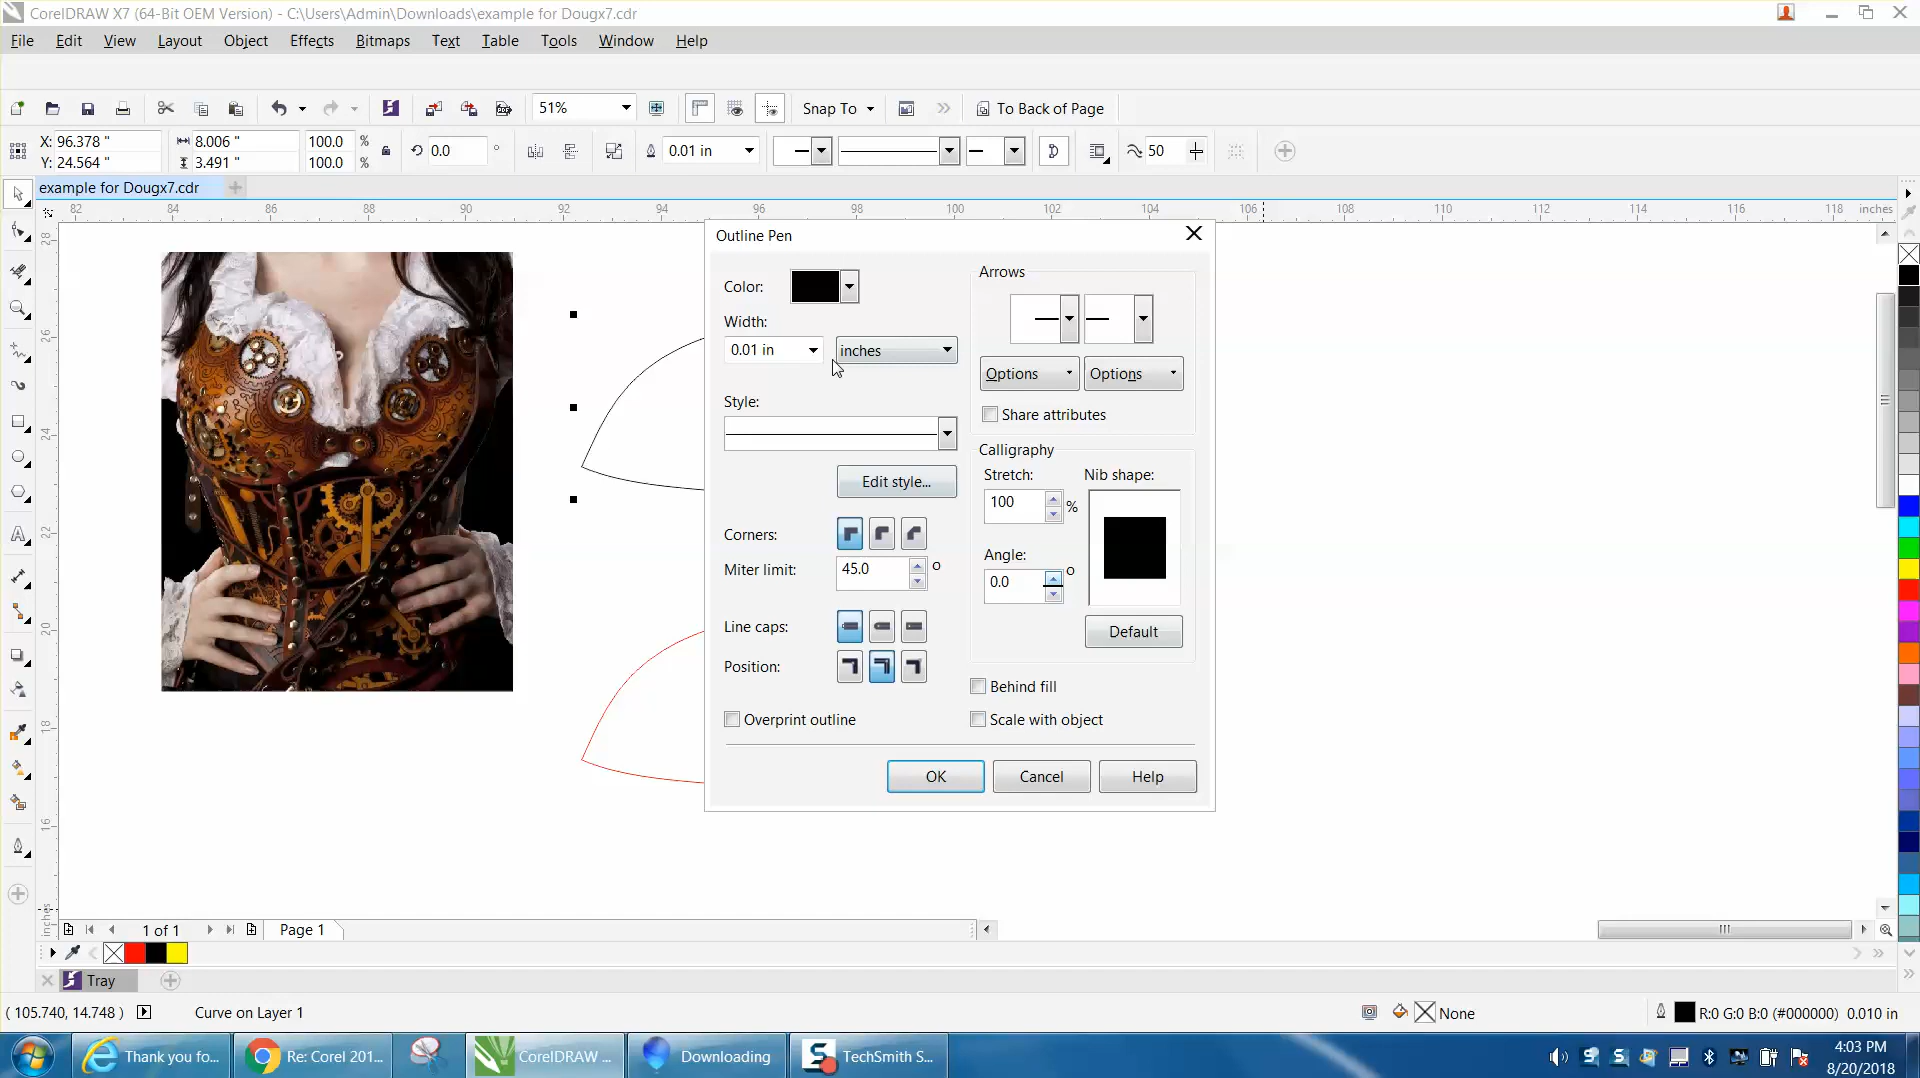 CorelDRAW X7 (64-Bit OEM Version) - C:\Users\Admin\Downloads\example for Dougx7.cdr
File Edit View Layout Object Effects Bitmaps Text Table Tools Window Help
51% Snap To To Back of Page
X: 96.378 " 8.006 " 100.0 % 0.0 ° 0.01 in 50
Y: 24.564 " 3.491 " 100.0 %
example for Dougx7.cdr
82 84 86 88 90 92 94 96 98 100 102 104 106 108 110 112 114 116 118 inches
28
26
24
22
20
18
16
inches
Outline Pen
Color:
Width:
0.01 in inches
Style:
Edit style...
Corners:
Miter limit: 45.0 °
Line caps:
Position:
Overprint outline
Arrows
Options Options
Share attributes
Calligraphy
Stretch: Nib shape:
100 %
Angle:
0.0 °
Default
Behind fill
Scale with object
OK Cancel Help
1 of 1 Page 1
Tray
( 105.740, 14.748 ) Curve on Layer 1 None R:0 G:0 B:0 (#000000) 0.010 in
Thank you fo... Re: Corel 201... CorelDRAW ... Downloading TechSmith S...
4:03 PM
8/20/2018